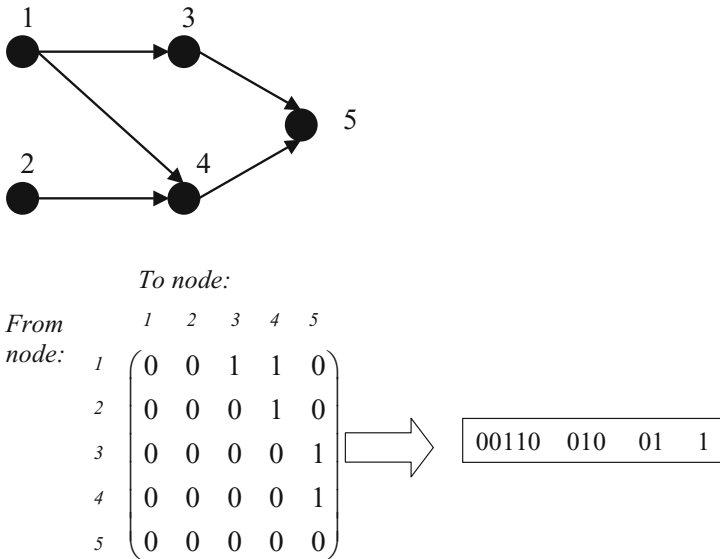 1 3
5
2 4
To node:
From
node:
1 2 3 4 5
1 0 0 1 1 0
2 0 0 0 1 0
3 0 0 0 0 1
4 0 0 0 0 1
5 0 0 0 0 0
00110 010 01 1